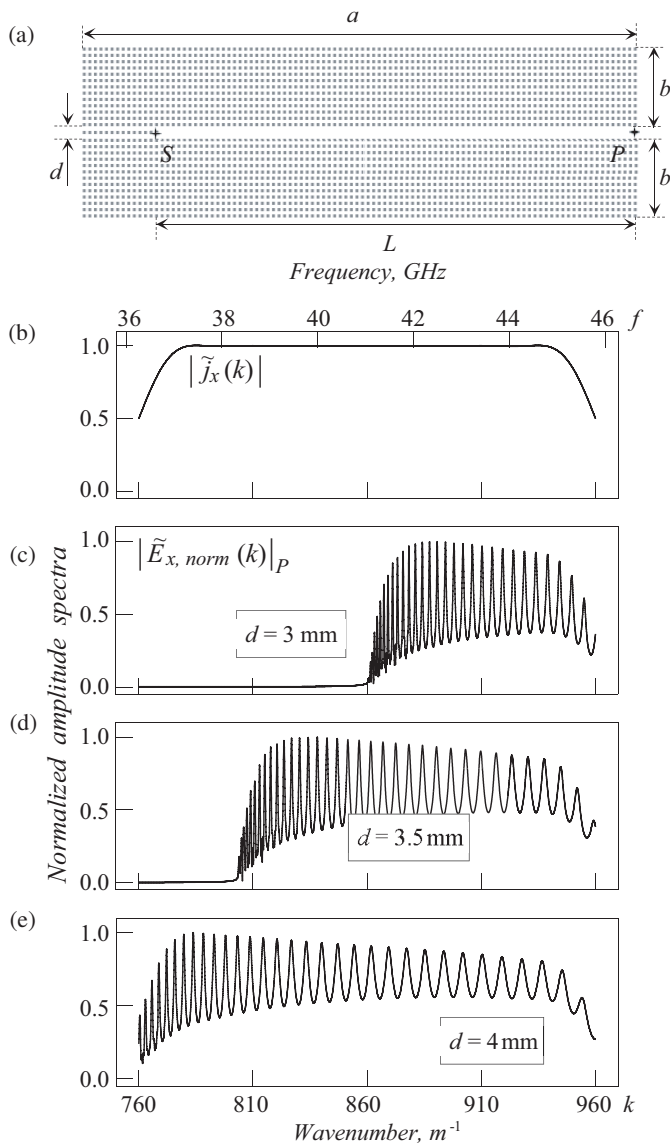 (a)
a
b
d
S
P
b
L
Frequency, GHz
36 38 40 42 44 46 f
(b)
1.0
0.5
0.0
| j̃x (k) |
(c)
1.0
0.5
0.0
| Ẽx, norm (k)|P
d = 3 mm
(d)
1.0
0.5
0.0
d = 3.5 mm
(e)
1.0
0.5
0.0
d = 4 mm
Normalized amplitude spectra
760 810 860 910 960 k
Wavenumber, m⁻¹